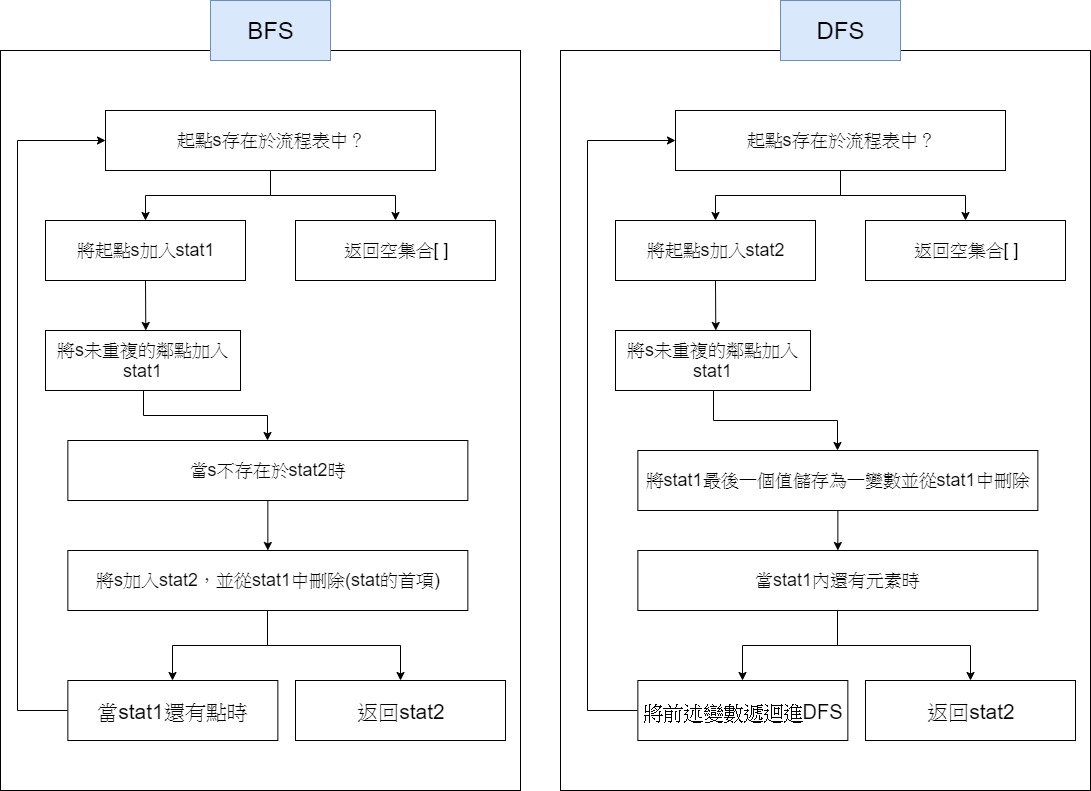 BFS
起點s存在於流程表中？
將起點s加入stat1
返回空集合[ ]
將s未重複的鄰點加入
stat1
當s不存在於stat2時
將s加入stat2，並從stat1中刪除(stat的首項)
當stat1還有點時
返回stat2
DFS
起點s存在於流程表中？
將起點s加入stat2
返回空集合[ ]
將s未重複的鄰點加入
stat1
將stat1最後一個值儲存為一變數並從stat1中刪除
當stat1內還有元素時
將前述變數遞迴進DFS
返回stat2